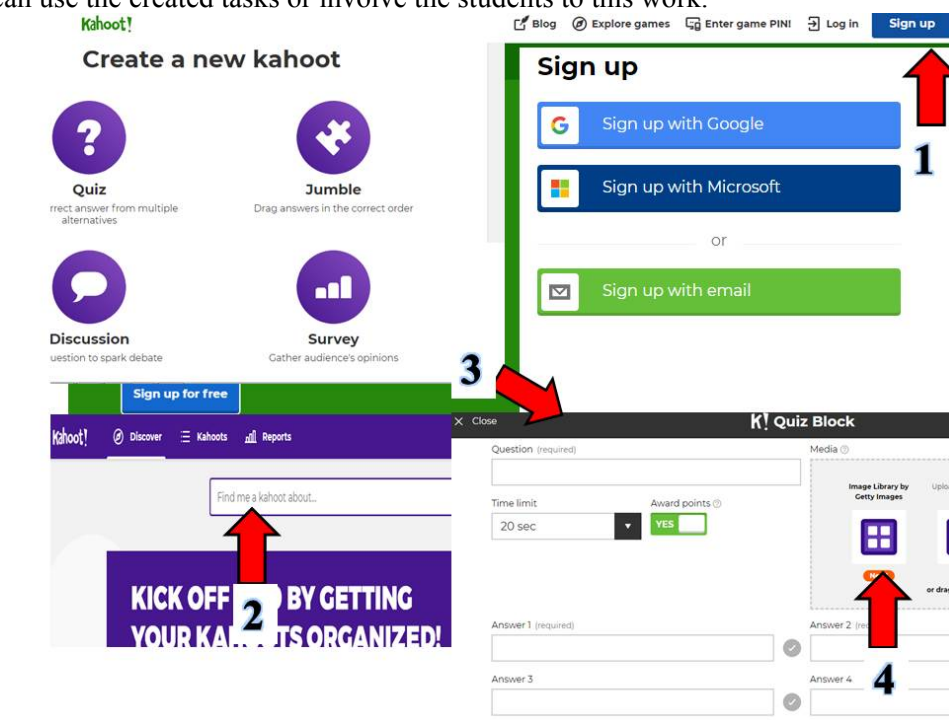 can use the created tasks or involve the students to this work.
Kahoot!
Create a new kahoot
Quiz
rrect answer from multiple
alternatives
Jumble
Drag answers in the correct order
Discussion
uestion to spark debate
Survey
Gather audience's opinions
Blog Explore games Enter game PIN! Log in Sign up
1
Sign up
Sign up with Google
Sign up with Microsoft
or
Sign up with email
Sign up for free
Kahoot! Discover Kahoots Reports
Find me a kahoot about...
2
KICK OFF BY GETTING
YOUR ORGANIZED!
3
Close K! Quiz Block
Question (required)
Time limit
20 sec
Award points
YES
Media
Image Library by
Getty Images
or drag
4
Answer 1 (required)
Answer 2
Answer 3
Answer 4